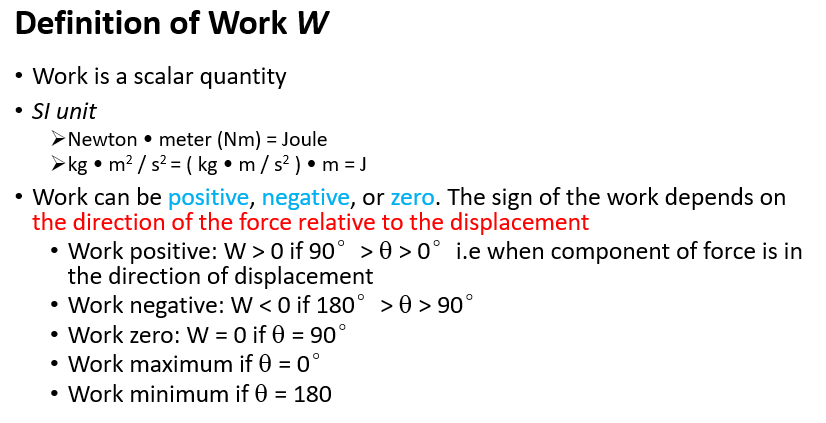 Definition of Work W
• Work is a scalar quantity
• SI unit
➢Newton • meter (Nm) = Joule
➢kg • m² / s² = ( kg • m / s² ) • m = J
• Work can be positive, negative, or zero. The sign of the work depends on
the direction of the force relative to the displacement
• Work positive: W > 0 if 90° > θ > 0° i.e when component of force is in
the direction of displacement
• Work negative: W < 0 if 180° > θ > 90°
• Work zero: W = 0 if θ = 90°
• Work maximum if θ = 0°
• Work minimum if θ = 180